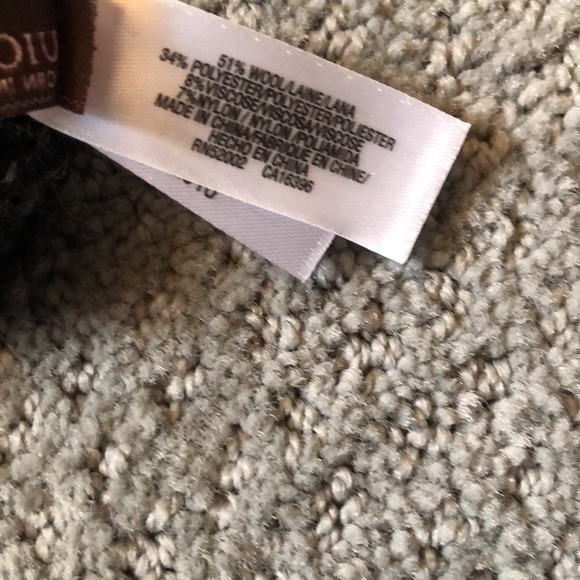 51% WOOL/LAINE/LANA
34% POLYESTER/POLYESTER/POLIESTER
8%VISCOSE/VISCOSA/VISCOSE
7%NYLON / NYLON / POLIAMIDA
MADE IN CHINA/FABRIQUE EN CHINE/
HECHO EN CHINA
CA16396